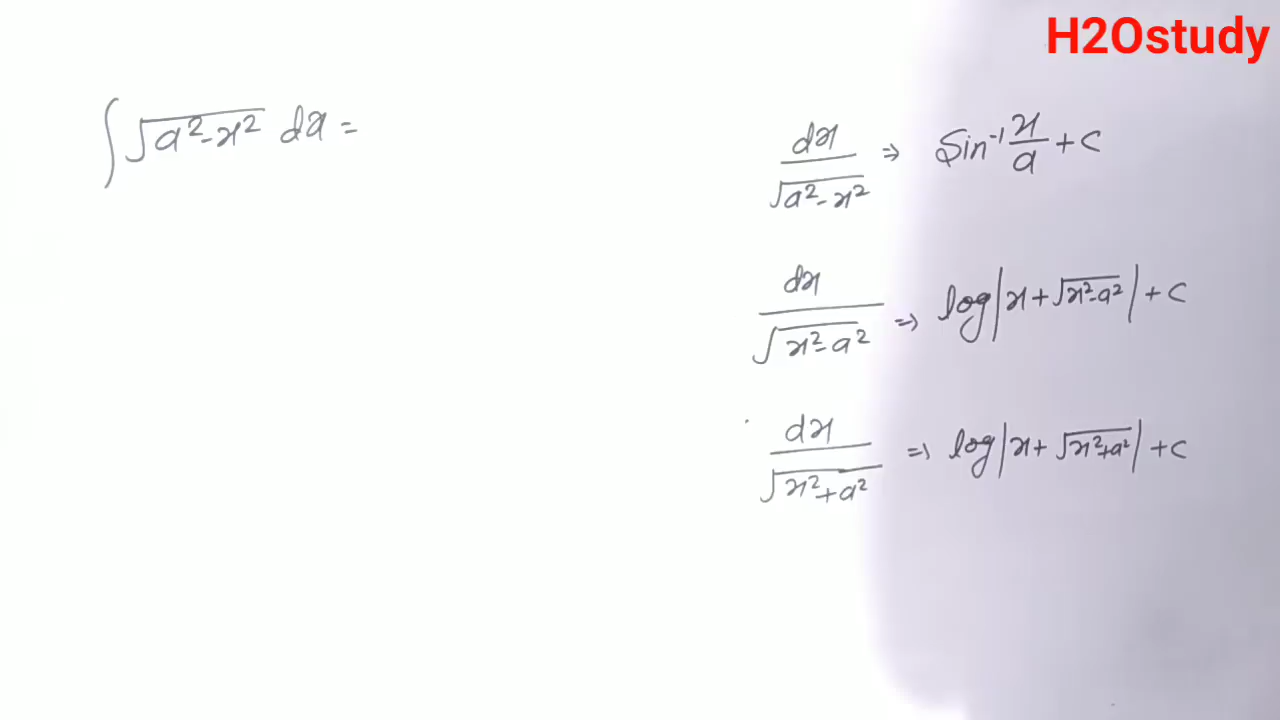 H2Ostudy
∫√(a²-x²) dx =
dx/√(a²-x²) ⇒ Sin⁻¹ x/a + c
dx/√(x²-a²) ⇒ log|x+√(x²-a²)| + c
dx/√(x²+a²) ⇒ log|x+√(x²+a²)| + c